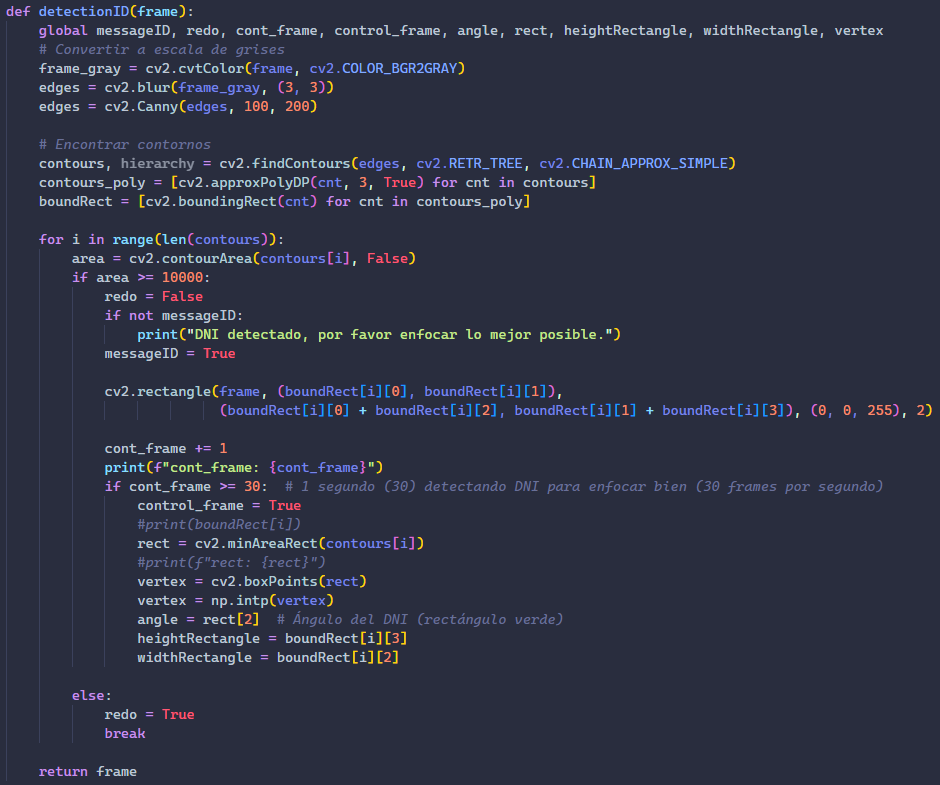 def detectionID(frame):
    global messageID, redo, cont_frame, control_frame, angle, rect, heightRectangle, widthRectangle, vertex
    # Convertir a escala de grises
    frame_gray = cv2.cvtColor(frame, cv2.COLOR_BGR2GRAY)
    edges = cv2.blur(frame_gray, (3, 3))
    edges = cv2.Canny(edges, 100, 200)

    # Encontrar contornos
    contours, hierarchy = cv2.findContours(edges, cv2.RETR_TREE, cv2.CHAIN_APPROX_SIMPLE)
    contours_poly = [cv2.approxPolyDP(cnt, 3, True) for cnt in contours]
    boundRect = [cv2.boundingRect(cnt) for cnt in contours_poly]

    for i in range(len(contours)):
        area = cv2.contourArea(contours[i], False)
        if area >= 10000:
            redo = False
            if not messageID:
                print("DNI detectado, por favor enfocar lo mejor posible.")
            messageID = True

            cv2.rectangle(frame, (boundRect[i][0], boundRect[i][1]),
                          (boundRect[i][0] + boundRect[i][2], boundRect[i][1] + boundRect[i][3]), (0, 0, 255), 2)

            cont_frame += 1
            print(f"cont_frame: {cont_frame}")
            if cont_frame >= 30:  # 1 segundo (30) detectando DNI para enfocar bien (30 frames por segundo)
                control_frame = True
                #print(boundRect[i])
                rect = cv2.minAreaRect(contours[i])
                #print(f"rect: {rect}")
                vertex = cv2.boxPoints(rect)
                vertex = np.intp(vertex)
                angle = rect[2]  # Ángulo del DNI (rectángulo verde)
                heightRectangle = boundRect[i][3]
                widthRectangle = boundRect[i][2]

        else:
            redo = True
            break

    return frame